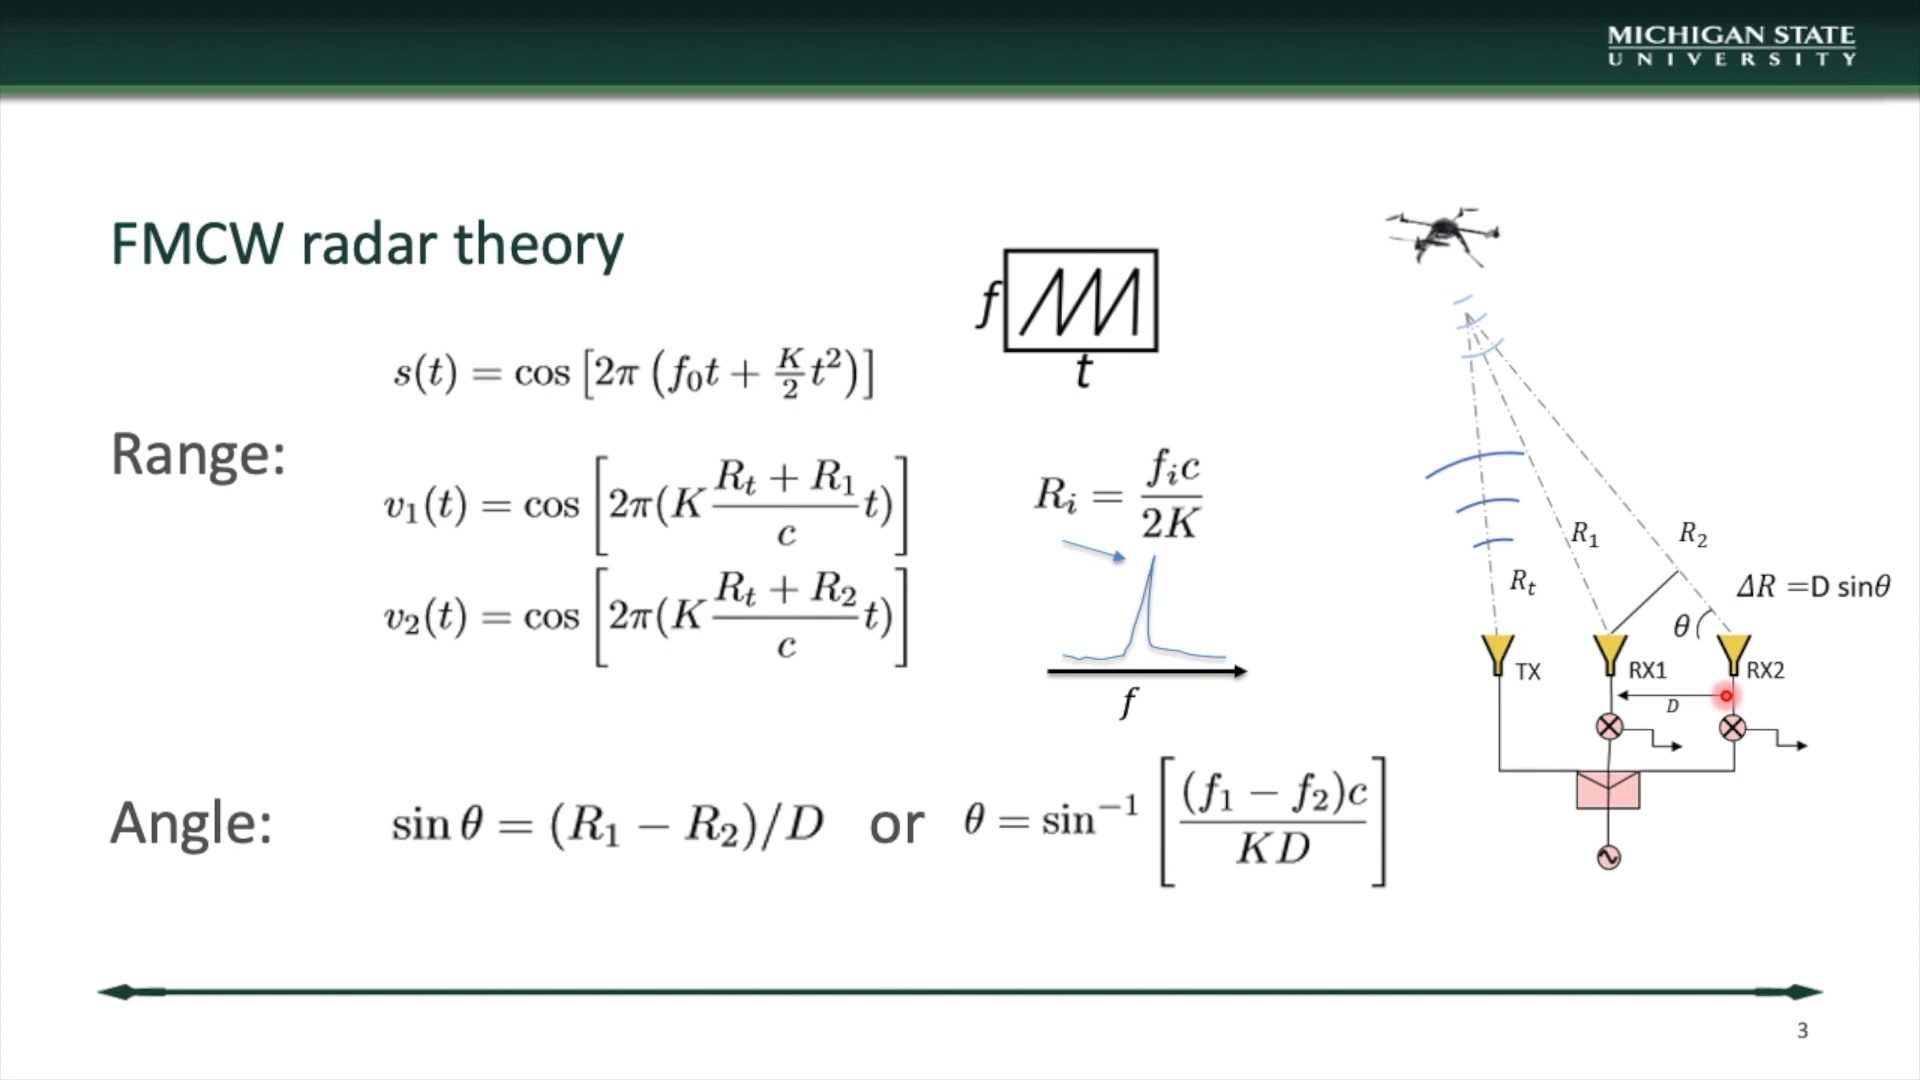 MICHIGAN STATE
UNIVERSITY
FMCW radar theory
f
t
s(t) = cos [2π (f₀t + K/2 t²)]
Range:
v₁(t) = cos [2π(K (Rₜ + R₁)/c t)]
v₂(t) = cos [2π(K (Rₜ + R₂)/c t)]
Rᵢ = fᵢc/2K
f
R₁
R₂
Rₜ
ΔR =D sinθ
θ
TX
RX1
RX2
D
Angle:
sin θ = (R₁ − R₂)/D or θ = sin⁻¹ [(f₁ − f₂)c/KD]
3